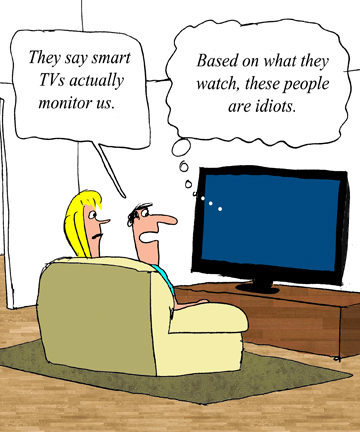 They say smart
TVs actually
monitor us.
Based on what they
watch, these people
are idiots.